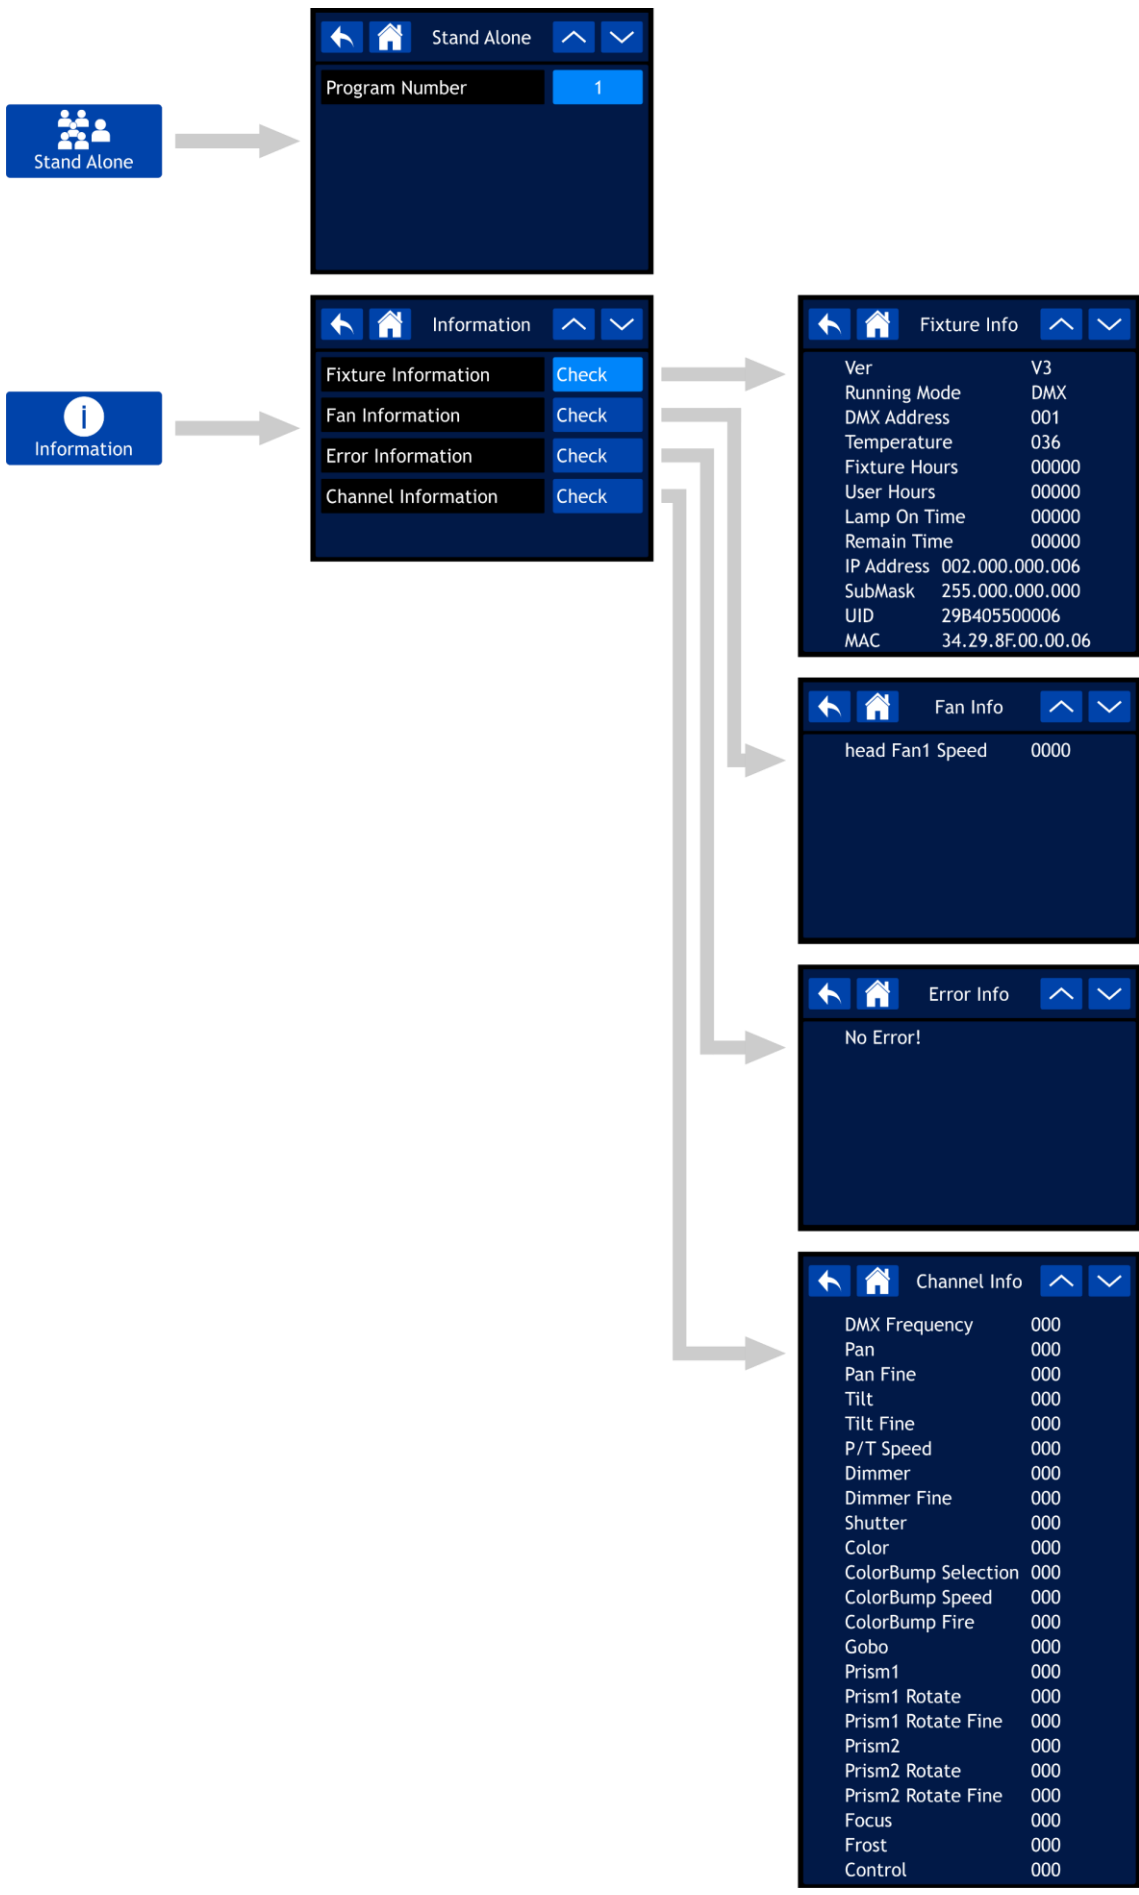 Stand Alone
Stand Alone
Program Number 1
Information
Information
Fixture Information Check
Fan Information Check
Error Information Check
Channel Information Check
Fixture Info
Ver V3
Running Mode DMX
DMX Address 001
Temperature 036
Fixture Hours 00000
User Hours 00000
Lamp On Time 00000
Remain Time 00000
IP Address 002.000.000.006
SubMask 255.000.000.000
UID 29B405500006
MAC 34.29.8F.00.00.06
Fan Info
head Fan1 Speed 0000
Error Info
No Error!
Channel Info
DMX Frequency 000
Pan 000
Pan Fine 000
Tilt 000
Tilt Fine 000
P/T Speed 000
Dimmer 000
Dimmer Fine 000
Shutter 000
Color 000
ColorBump Selection 000
ColorBump Speed 000
ColorBump Fire 000
Gobo 000
Prism1 000
Prism1 Rotate 000
Prism1 Rotate Fine 000
Prism2 000
Prism2 Rotate 000
Prism2 Rotate Fine 000
Focus 000
Frost 000
Control 000